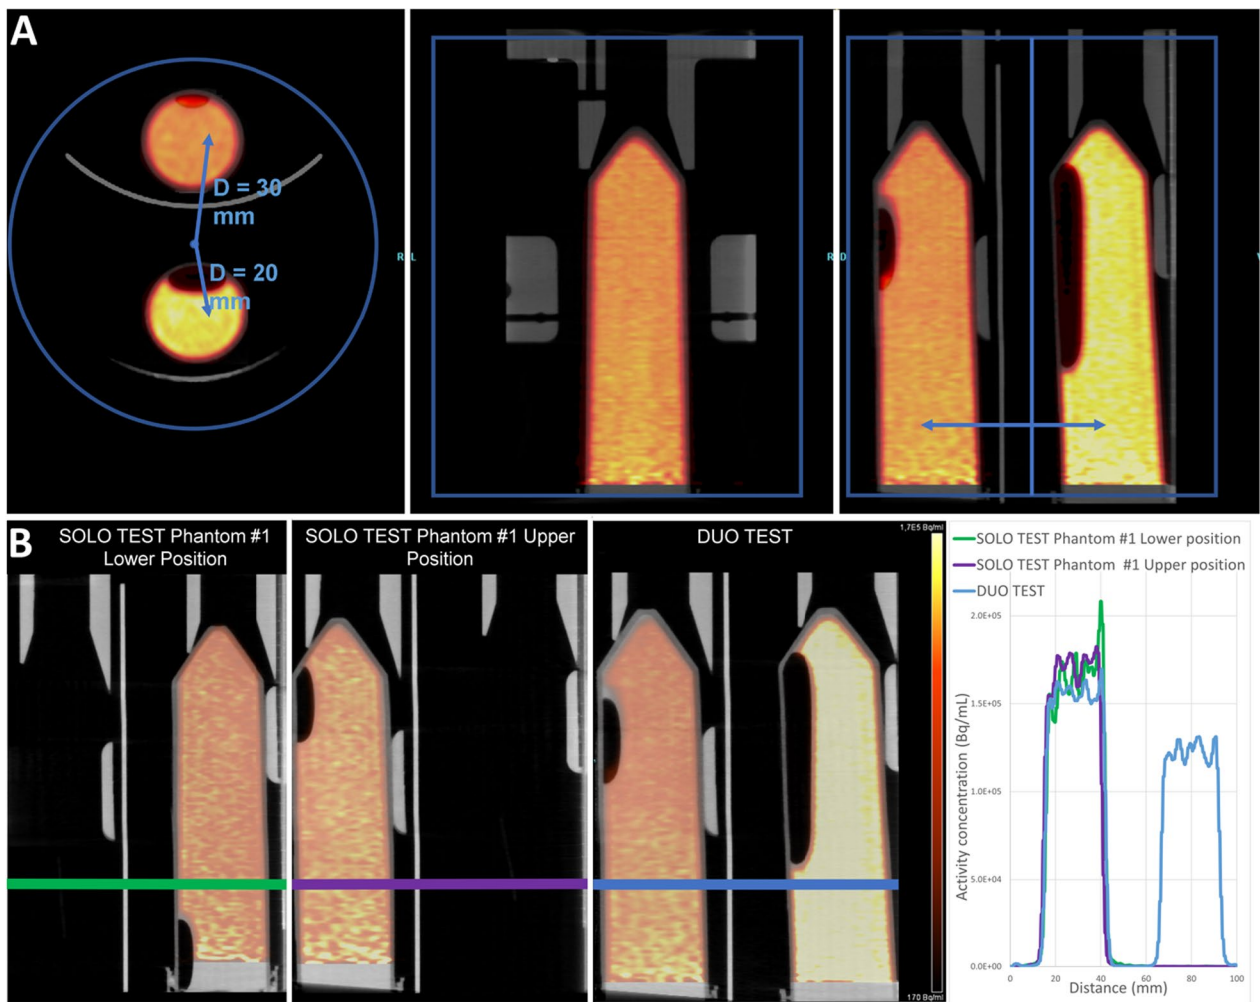 A
D = 30
mm
D = 20
mm
R L
R D
B
SOLO TEST Phantom #1
Lower Position
SOLO TEST Phantom #1 Upper
Position
DUO TEST
1,7E5 Bq/ml
170 Bq/ml
SOLO TEST Phantom #1 Lower position
SOLO TEST Phantom #1 Upper position
DUO TEST
Activity concentration (Bq/mL)
2.0E+05
1.5E+05
1.0E+05
5.0E+04
0.0E+00
0 20 40 60 80 100
Distance (mm)